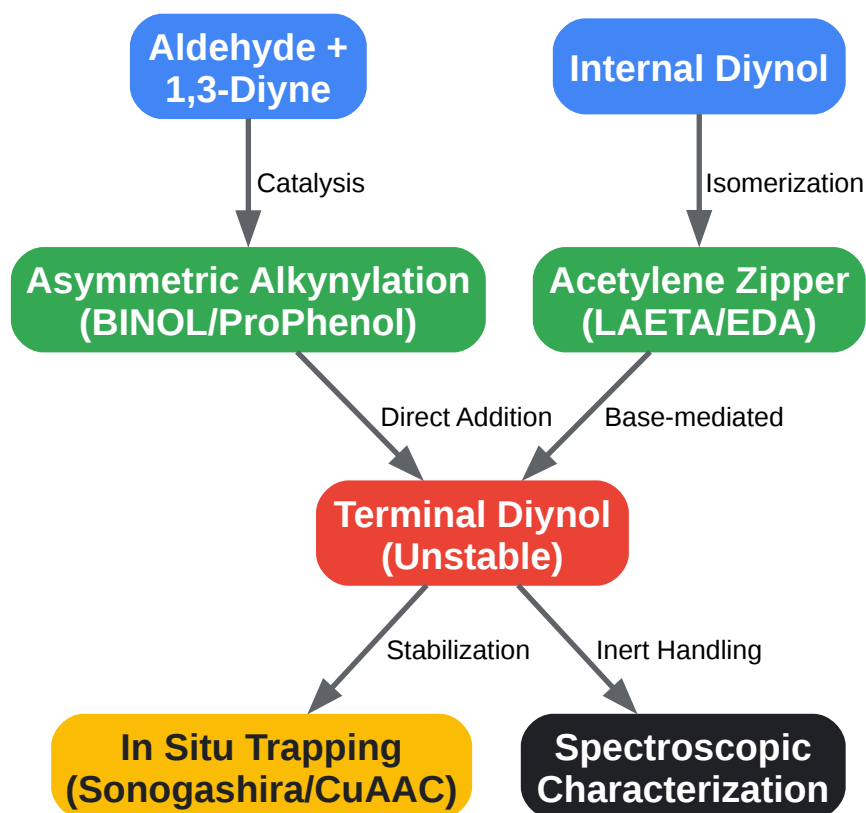 Aldehyde +
1,3-Diyne
Internal Diynol
Catalysis
Isomerization
Asymmetric Alkynylation
(BINOL/ProPhenol)
Acetylene Zipper
(LAETA/EDA)
Direct Addition
Base-mediated
Terminal Diynol
(Unstable)
Stabilization
Inert Handling
In Situ Trapping
(Sonogashira/CuAAC)
Spectroscopic
Characterization